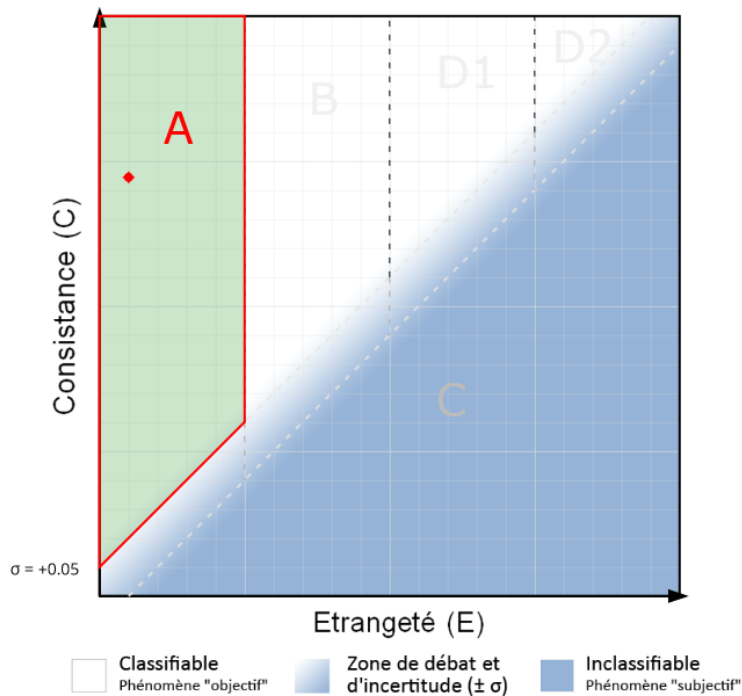 D2
D1
B
A
Consistance (C)
C
σ = +0.05
Etrangeté (E)
Classifiable
Phénomène "objectif"
Zone de débat et
d'incertitude (± σ)
Inclassifiable
Phénomène "subjectif"